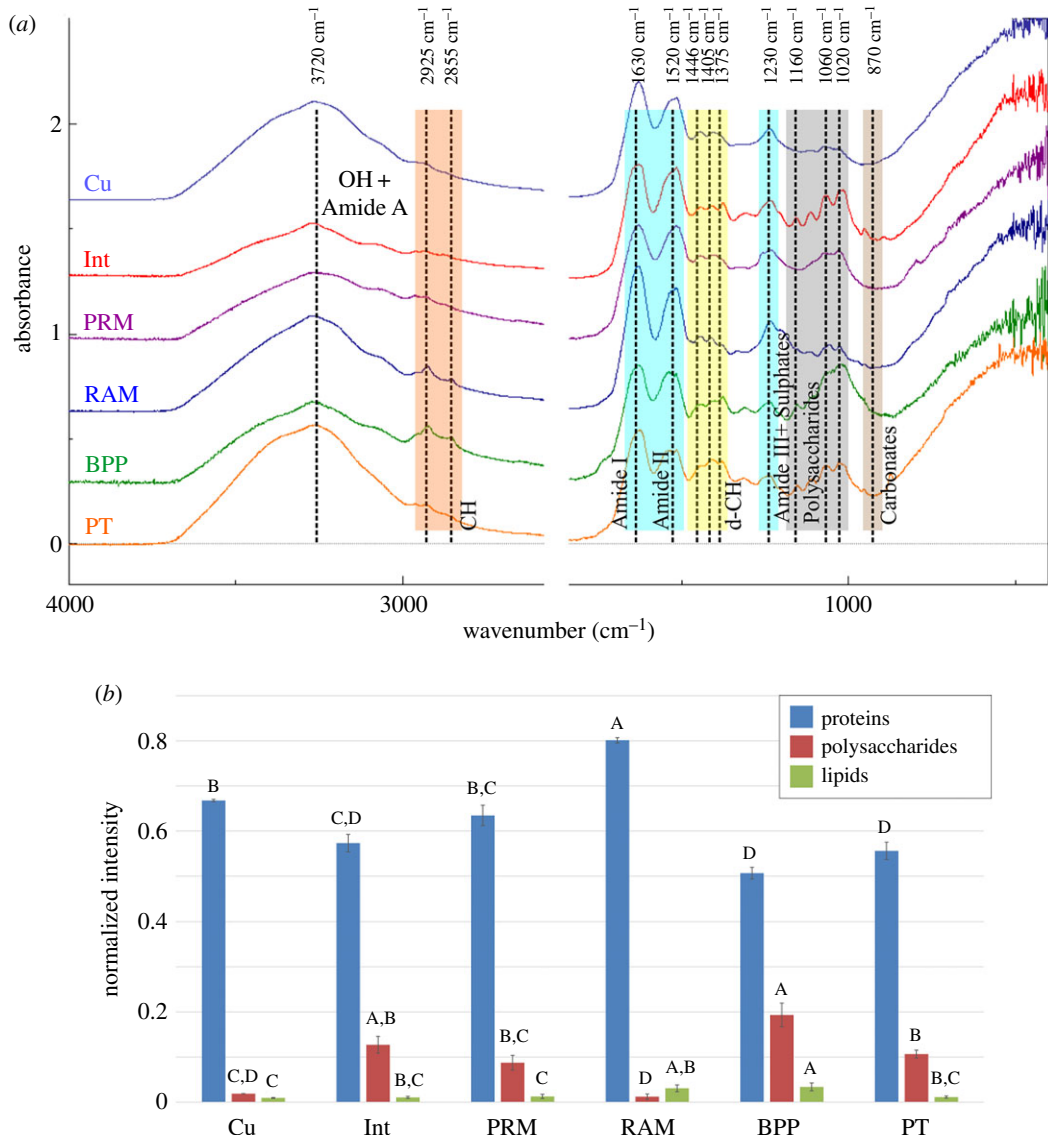 (a)
3720 cm⁻¹
2925 cm⁻¹
2855 cm⁻¹
1630 cm⁻¹
1520 cm⁻¹
1446 cm⁻¹
1405 cm⁻¹
1375 cm⁻¹
1230 cm⁻¹
1160 cm⁻¹
1060 cm⁻¹
1020 cm⁻¹
870 cm⁻¹
2
1
0
absorbance
Cu
Int
PRM
RAM
BPP
PT
OH +
Amide A
CH
Amide I
Amide II
d-CH
Amide III+ Sulphates
Polysaccharides
Carbonates
4000
3000
1000
wavenumber (cm⁻¹)
(b)
proteins
polysaccharides
lipids
normalized intensity
0.8
0.6
0.4
0.2
0
B
C,D
C
C,D
A,B
B,C
B,C
B,C
C
A
D
A,B
D
A
A
D
B
B,C
Cu
Int
PRM
RAM
BPP
PT